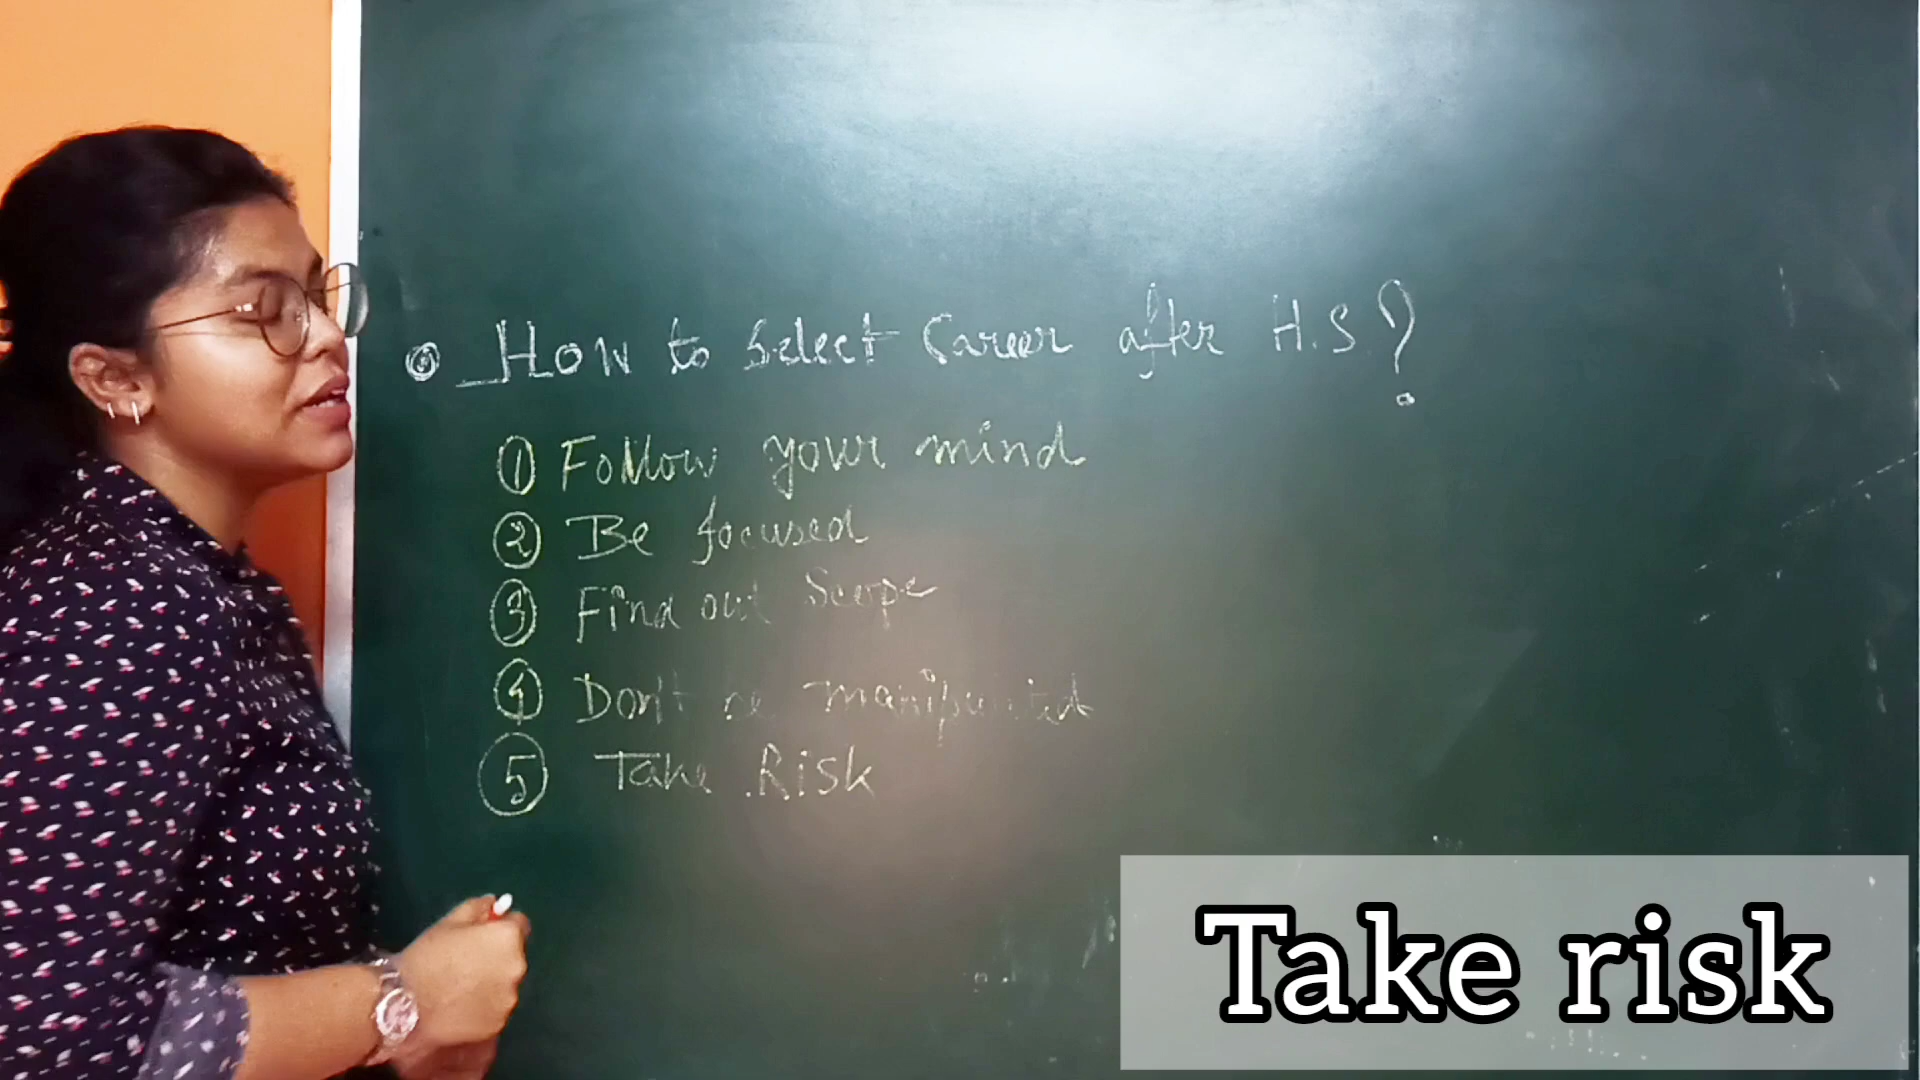 How to Select Career after H.S?
① Follow your mind
② Be focused
③ Find out Scope
④ Don't be manipulated
⑤ Take Risk
Take risk